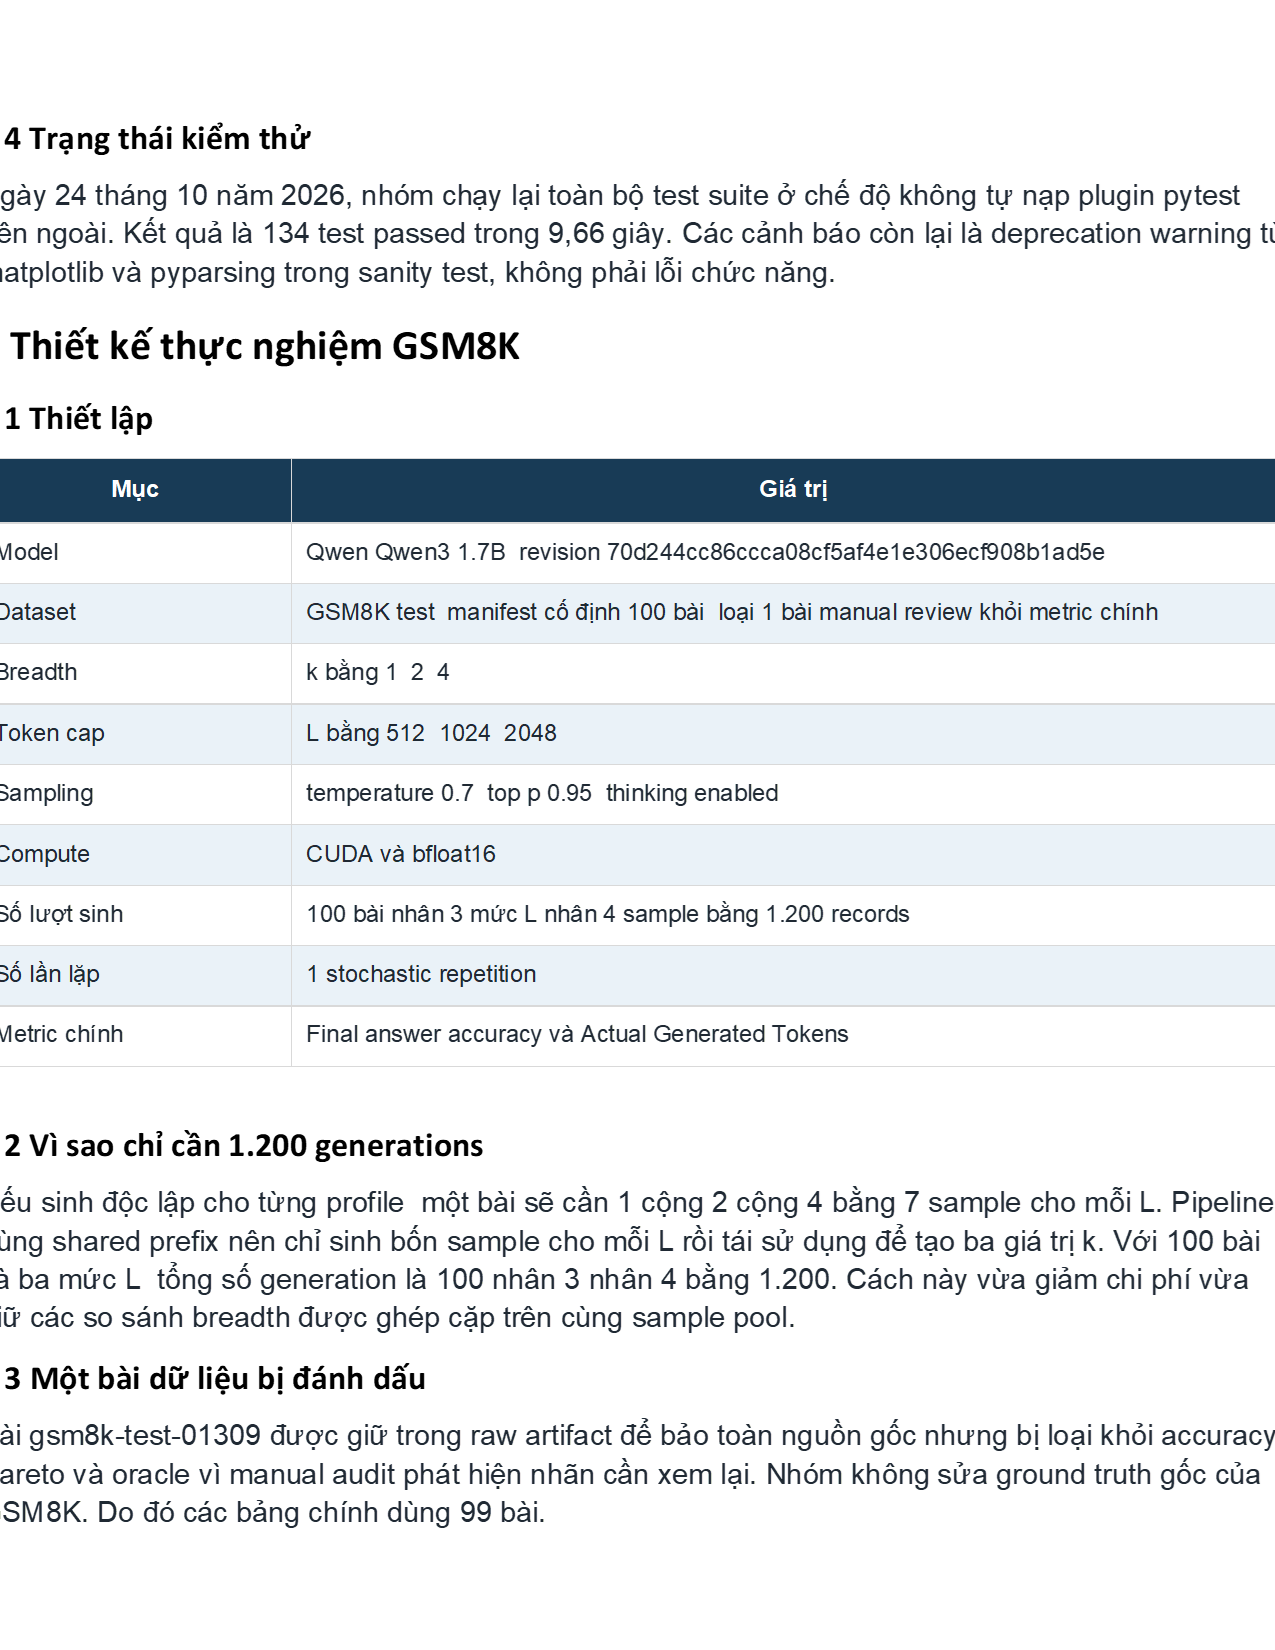 4 Trạng thái kiểm thử
gày 24 tháng 10 năm 2026, nhóm chạy lại toàn bộ test suite ở chế độ không tự nạp plugin pytest
ên ngoài. Kết quả là 134 test passed trong 9,66 giây. Các cảnh báo còn lại là deprecation warning từ
matplotlib và pyparsing trong sanity test, không phải lỗi chức năng.
Thiết kế thực nghiệm GSM8K
1 Thiết lập
Mục Giá trị
Model Qwen Qwen3 1.7B revision 70d244cc86ccca08cf5af4e1e306ecf908b1ad5e
Dataset GSM8K test manifest cố định 100 bài loại 1 bài manual review khỏi metric chính
Breadth k bằng 1 2 4
Token cap L bằng 512 1024 2048
Sampling temperature 0.7 top p 0.95 thinking enabled
Compute CUDA và bfloat16
Số lượt sinh 100 bài nhân 3 mức L nhân 4 sample bằng 1.200 records
Số lần lặp 1 stochastic repetition
Metric chính Final answer accuracy và Actual Generated Tokens
2 Vì sao chỉ cần 1.200 generations
ếu sinh độc lập cho từng profile một bài sẽ cần 1 cộng 2 cộng 4 bằng 7 sample cho mỗi L. Pipeline
ùng shared prefix nên chỉ sinh bốn sample cho mỗi L rồi tái sử dụng để tạo ba giá trị k. Với 100 bài
à ba mức L tổng số generation là 100 nhân 3 nhân 4 bằng 1.200. Cách này vừa giảm chi phí vừa
iữ các so sánh breadth được ghép cặp trên cùng sample pool.
3 Một bài dữ liệu bị đánh dấu
ài gsm8k-test-01309 được giữ trong raw artifact để bảo toàn nguồn gốc nhưng bị loại khỏi accuracy
areto và oracle vì manual audit phát hiện nhãn cần xem lại. Nhóm không sửa ground truth gốc của
GSM8K. Do đó các bảng chính dùng 99 bài.